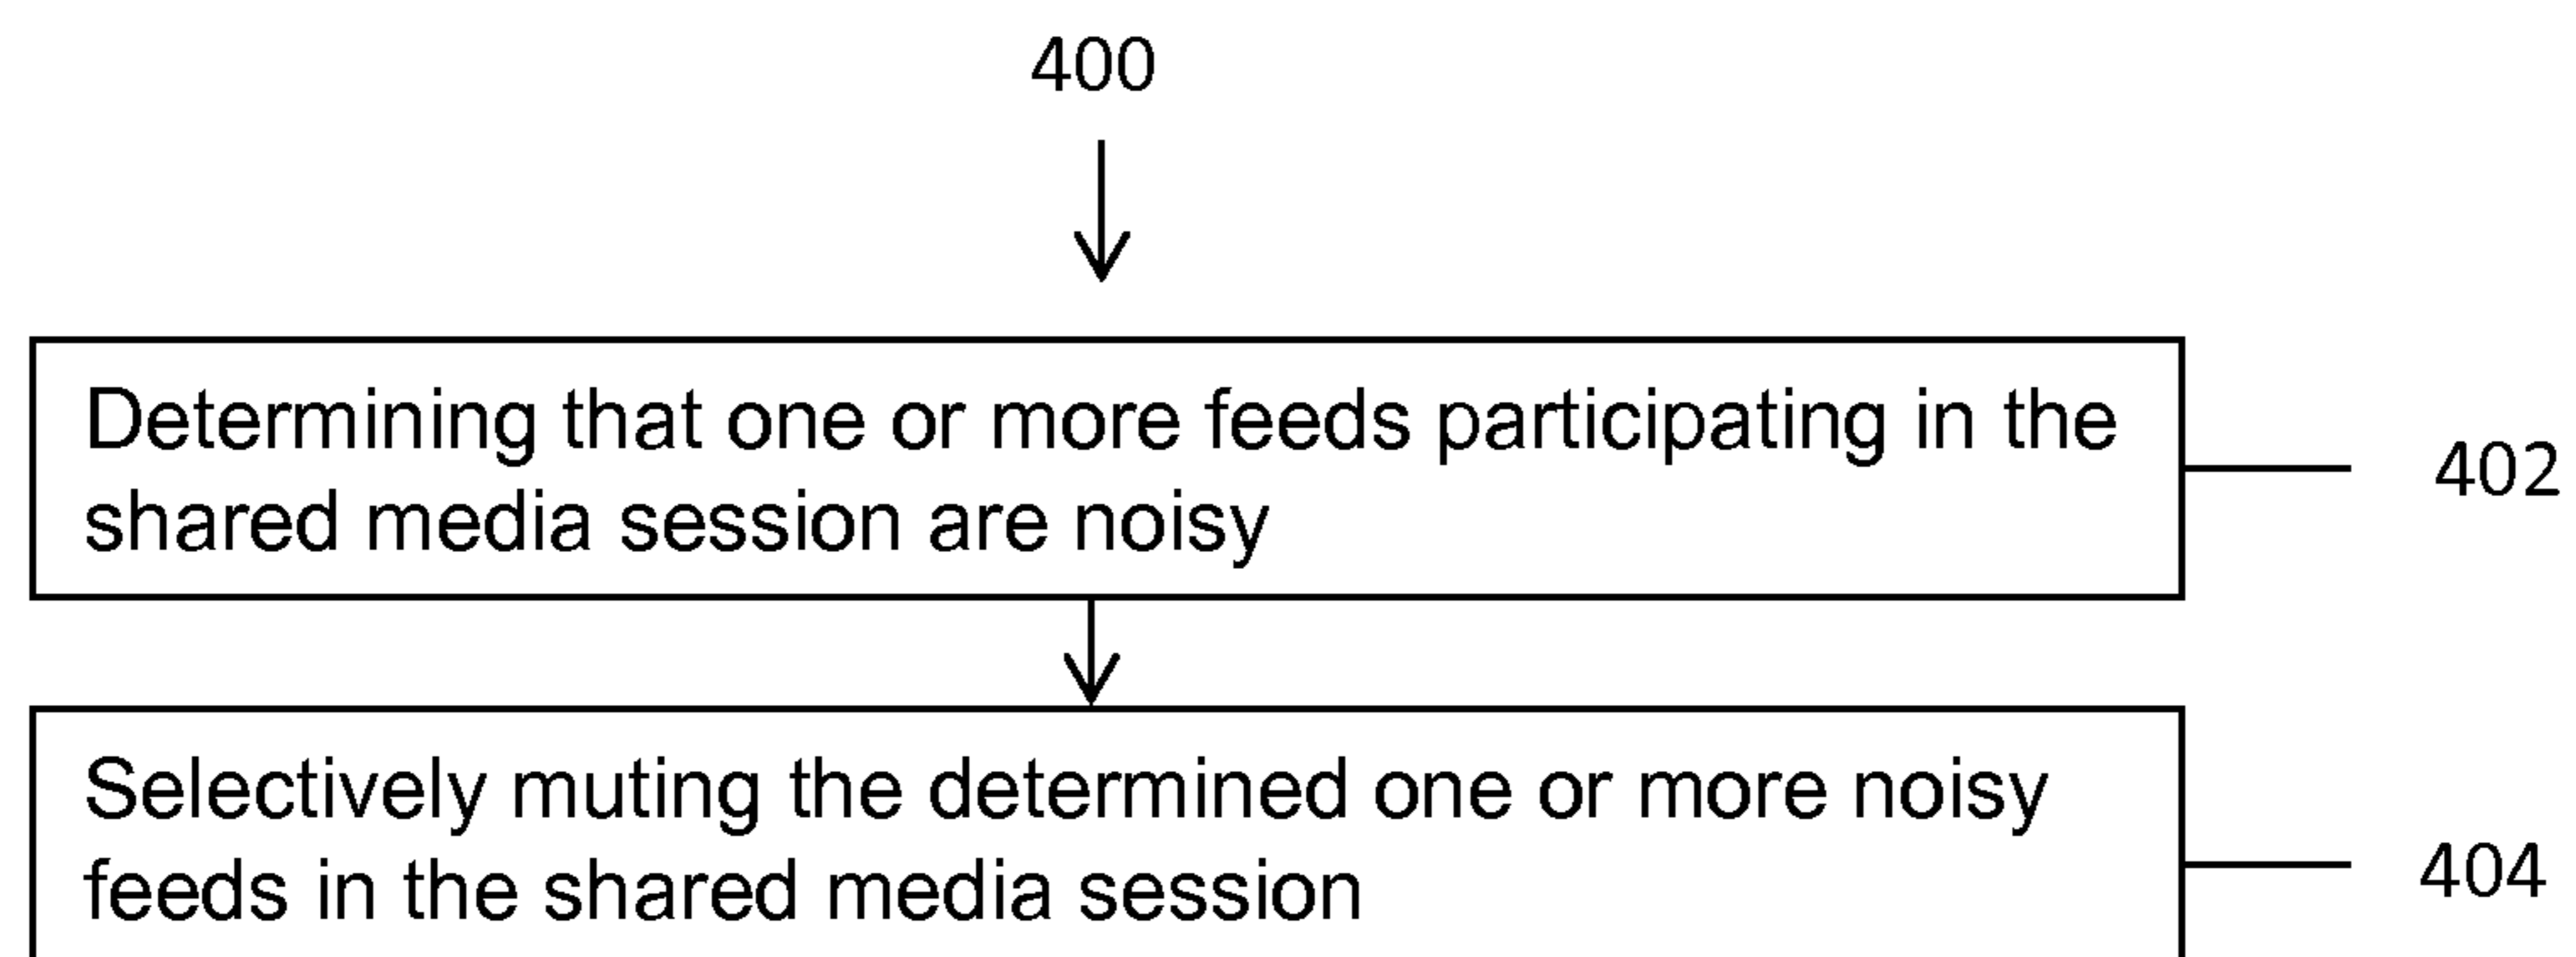 400
Determining that one or more feeds participating in the
shared media session are noisy
402
Selectively muting the determined one or more noisy
feeds in the shared media session
404